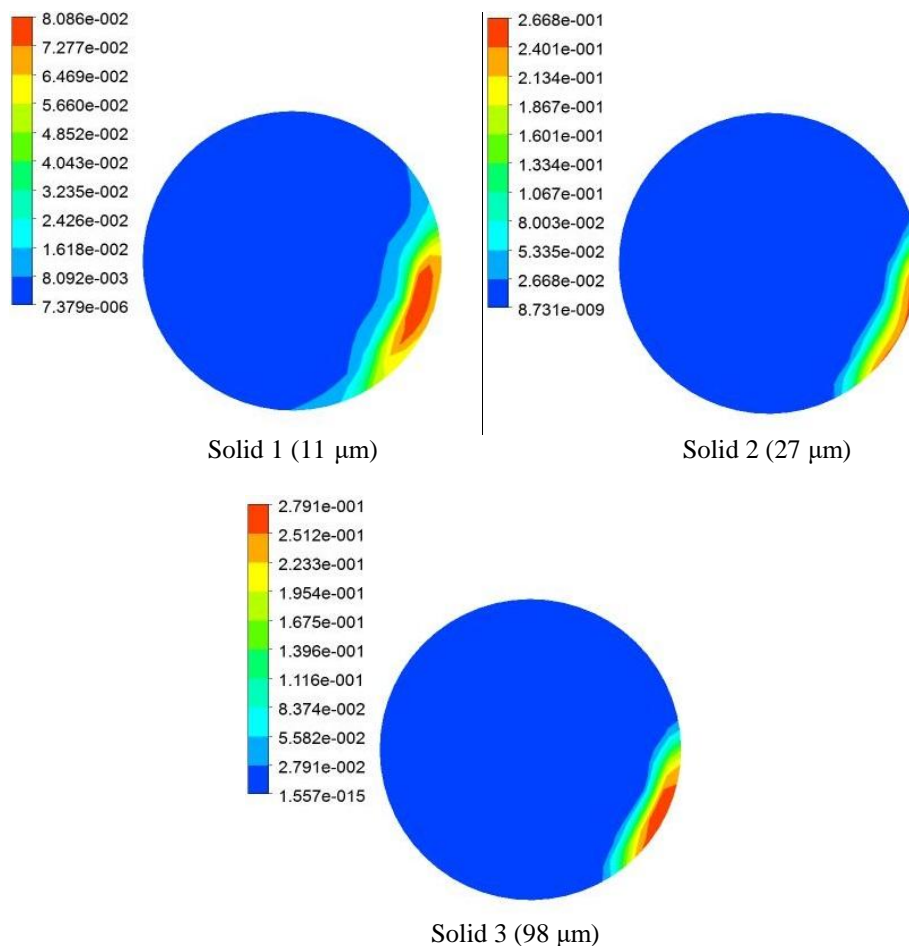 8.086e-002
7.277e-002
6.469e-002
5.660e-002
4.852e-002
4.043e-002
3.235e-002
2.426e-002
1.618e-002
8.092e-003
7.379e-006
Solid 1 (11 μm)
2.668e-001
2.401e-001
2.134e-001
1.867e-001
1.601e-001
1.334e-001
1.067e-001
8.003e-002
5.335e-002
2.668e-002
8.731e-009
Solid 2 (27 μm)
2.791e-001
2.512e-001
2.233e-001
1.954e-001
1.675e-001
1.396e-001
1.116e-001
8.374e-002
5.582e-002
2.791e-002
1.557e-015
Solid 3 (98 μm)